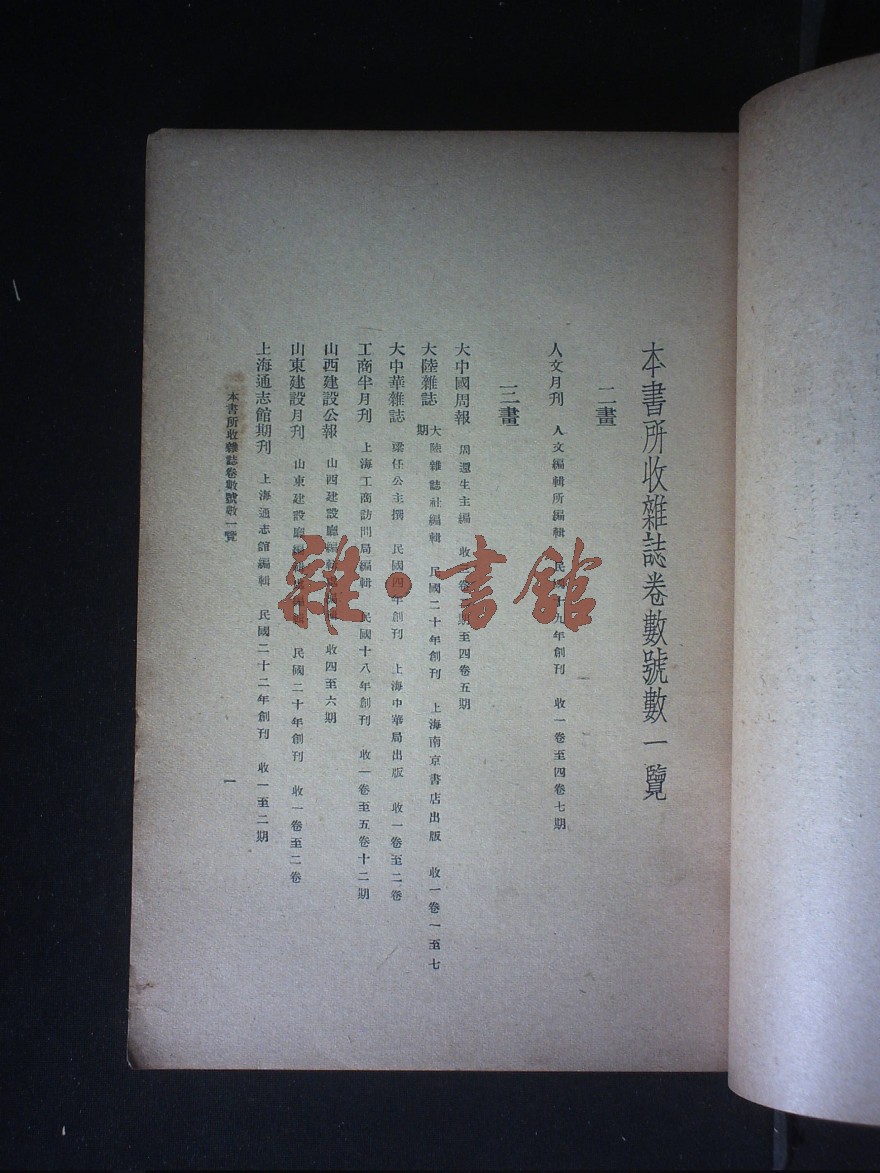 本書所收雜誌卷數號數一覽
二畫
人文月刊 人文編輯所編輯 民國十九年創刊 收一卷至四卷七期
三畫
大中國周報 周還生主編 收一卷 期至四卷五期
大陸雜誌 大陸雜誌社編輯 民國二十年創刊 上海南京書店出版 收一卷一至七
期
大中華雜誌 梁任公主撰 民國四年創刊 上海中華局出版 收一卷至二卷
工商半月刊 上海工商訪問局編輯 民國十八年創刊 收一卷至五卷十二期
山西建設公報 山西建設廳編輯 收四至六期
山東建設月刊 山東建設廳編輯 民國二十年創刊 收一卷至二卷
上海通志館期刊 上海通志館編輯 民國二十二年創刊 收一至二期
本書所收雜誌卷數號數一覽
一
雜·書館